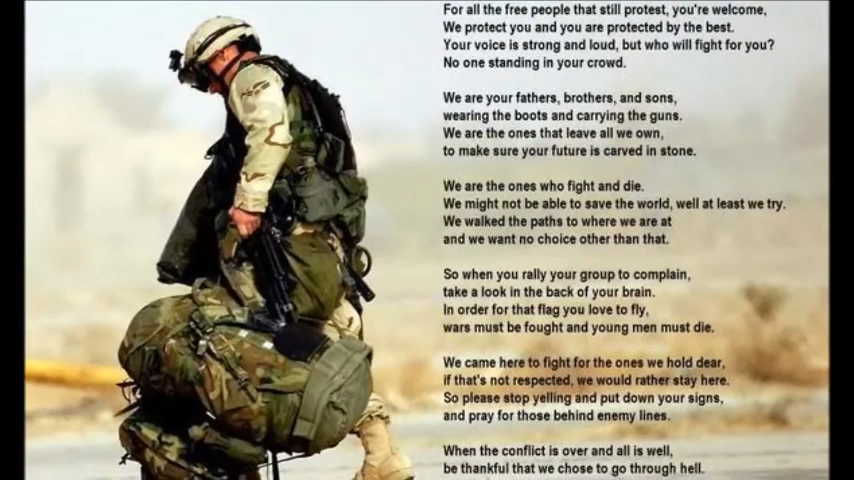 For all the free people that still protest, you're welcome,
We protect you and you are protected by the best.
Your voice is strong and loud, but who will fight for you?
No one standing in your crowd.
We are your fathers, brothers, and sons,
wearing the boots and carrying the guns.
We are the ones that leave all we own,
to make sure your future is carved in stone.
We are the ones who fight and die.
We might not be able to save the world, well at least we try.
We walked the paths to where we are at
and we want no choice other than that.
So when you rally your group to complain,
take a look in the back of your brain.
In order for that flag you love to fly,
wars must be fought and young men must die.
We came here to fight for the ones we hold dear,
if that's not respected, we would rather stay here.
So please stop yelling and put down your signs,
and pray for those behind enemy lines.
When the conflict is over and all is well,
be thankful that we chose to go through hell.